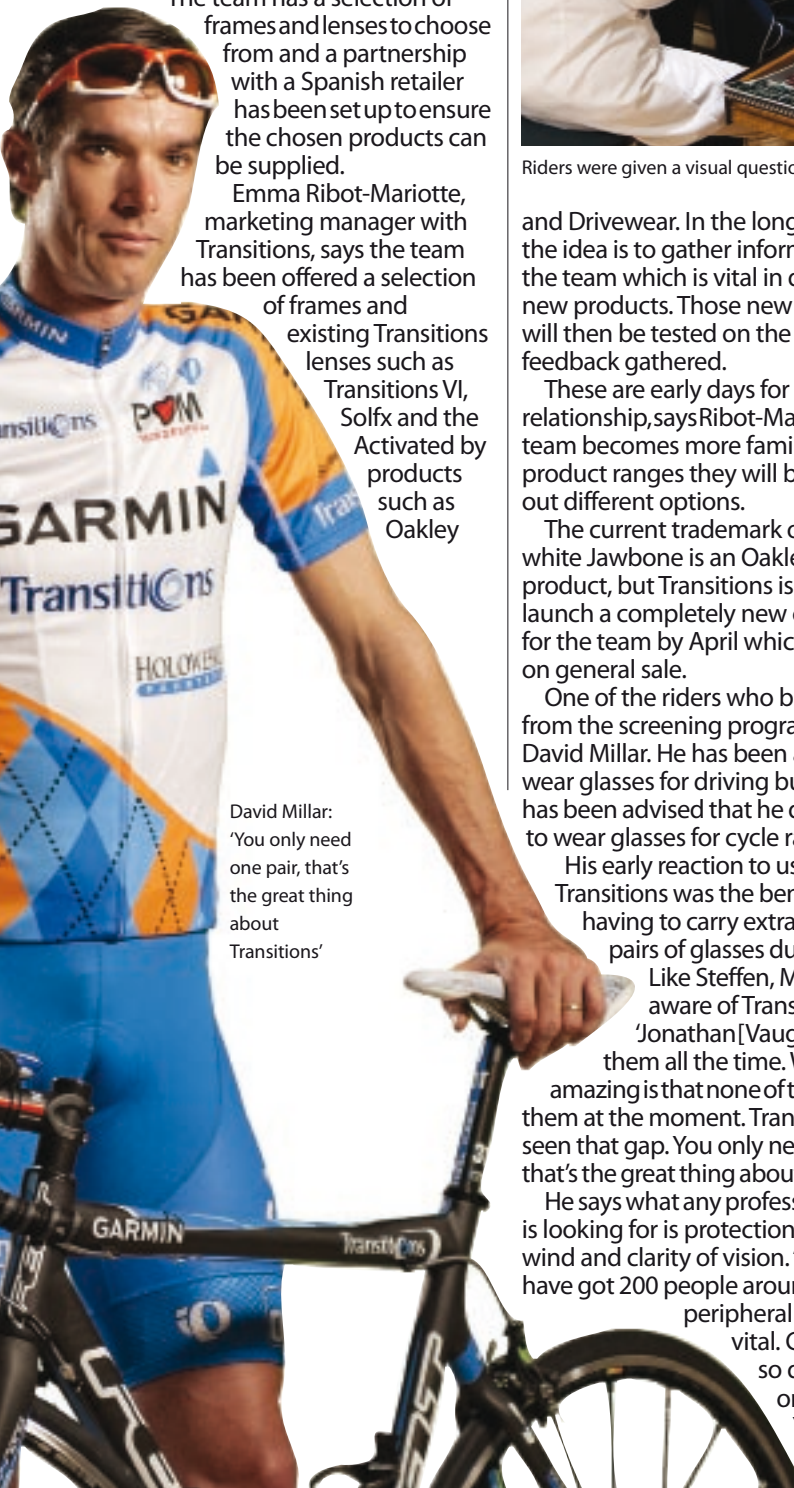 The team has a selection of
frames and lenses to choose
from and a partnership
with a Spanish retailer
has been set up to ensure
the chosen products can
be supplied.
Emma Ribot-Mariotte,
marketing manager with
Transitions, says the team
has been offered a selection
of frames and
existing Transitions
lenses such as
Transitions VI,
Solfx and the
Activated by
products
such as
Oakley
GARMIN
Transitions
GARMIN
Transitions
David Millar:
‘You only need
one pair, that’s
the great thing
about
Transitions’
Riders were given a visual questio
and Drivewear. In the long
the idea is to gather infor
the team which is vital in d
new products. Those new
will then be tested on the
feedback gathered.
These are early days for
relationship, says Ribot-Ma
team becomes more fami
product ranges they will b
out different options.
The current trademark o
white Jawbone is an Oakle
product, but Transitions is
launch a completely new
for the team by April whic
on general sale.
One of the riders who b
from the screening progra
David Millar. He has been a
wear glasses for driving bu
has been advised that he d
to wear glasses for cycle ra
His early reaction to us
Transitions was the ben
having to carry extra
pairs of glasses du
Like Steffen, M
aware of Trans
‘Jonathan [Vaug
them all the time. W
amazing is that none of t
them at the moment. Tran
seen that gap. You only ne
that’s the great thing abou
He says what any profess
is looking for is protection
wind and clarity of vision. ‘
have got 200 people arou
peripheral
vital. C
so d
or